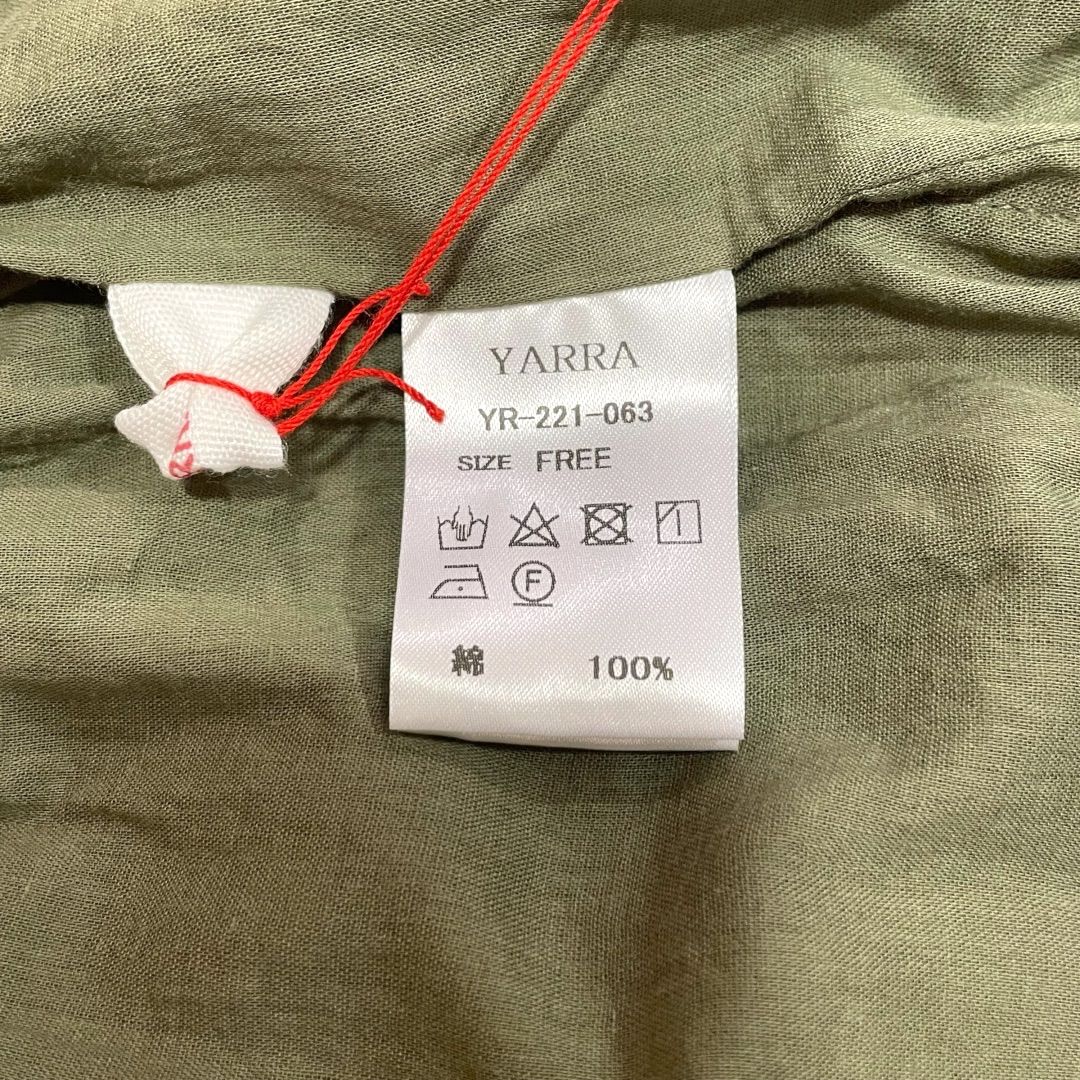 YARRA
YR-221-063
SIZE FREE
F
綿 100%